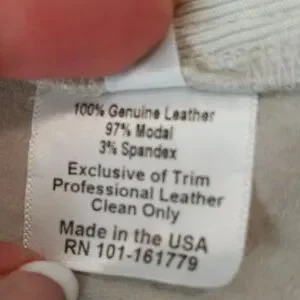 100% Genuine Leather
97% Modal
3% Spandex
Exclusive of Trim
Professional Leather
Clean Only
Made in the USA
RN 101-161779